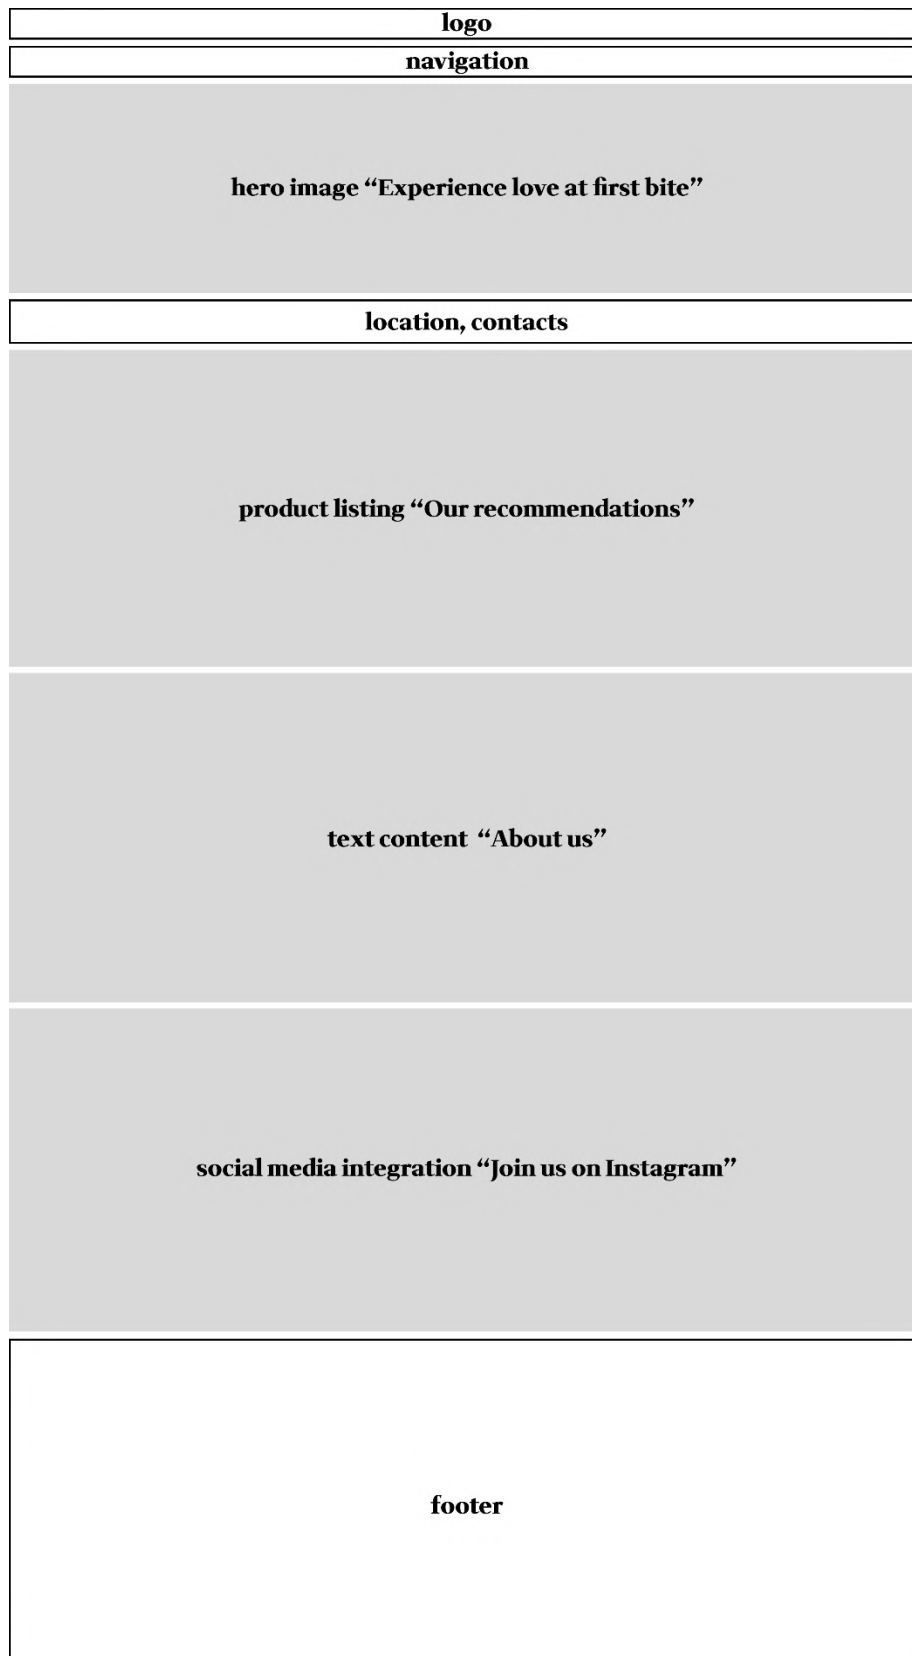 logo
navigation
hero image “Experience love at first bite”
location, contacts
product listing “Our recommendations”
text content “About us”
social media integration “Join us on Instagram”
footer